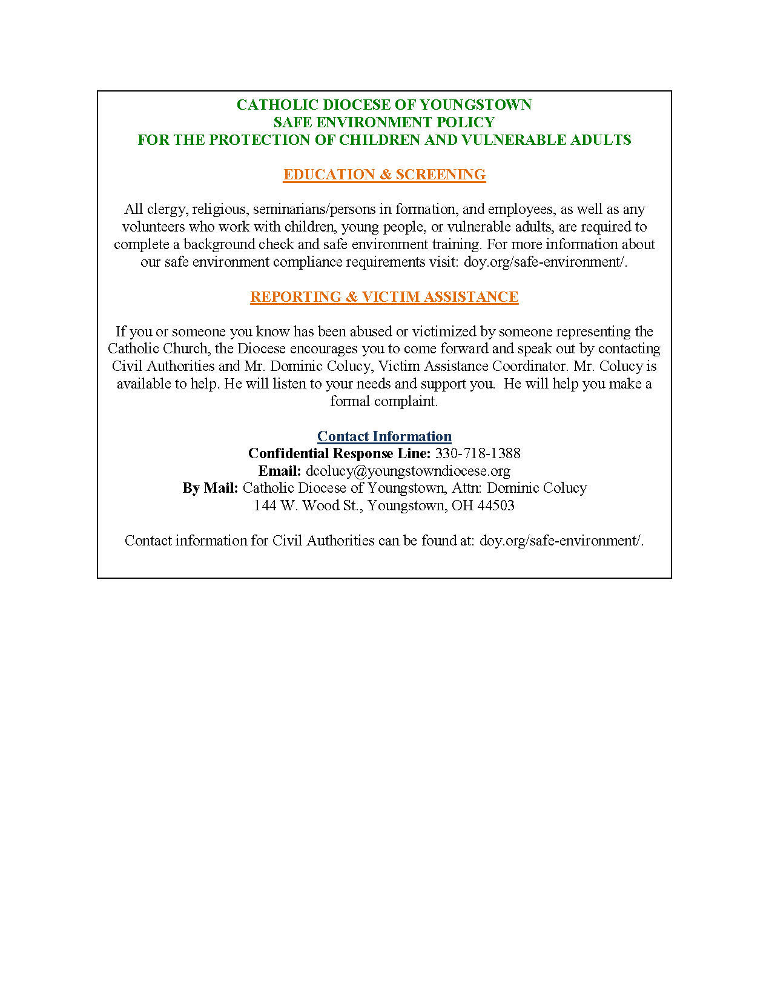 CATHOLIC DIOCESE OF YOUNGSTOWN
SAFE ENVIRONMENT POLICY
FOR THE PROTECTION OF CHILDREN AND VULNERABLE ADULTS
EDUCATION & SCREENING
All clergy, religious, seminarians/persons in formation, and employees, as well as any
volunteers who work with children, young people, or vulnerable adults, are required to
complete a background check and safe environment training. For more information about
our safe environment compliance requirements visit: doy.org/safe-environment/.
REPORTING & VICTIM ASSISTANCE
If you or someone you know has been abused or victimized by someone representing the
Catholic Church, the Diocese encourages you to come forward and speak out by contacting
Civil Authorities and Mr. Dominic Colucy, Victim Assistance Coordinator. Mr. Colucy is
available to help. He will listen to your needs and support you. He will help you make a
formal complaint.
Contact Information
Confidential Response Line: 330-718-1388
Email: dcolucy@youngstowndiocese.org
By Mail: Catholic Diocese of Youngstown, Attn: Dominic Colucy
144 W. Wood St., Youngstown, OH 44503
Contact information for Civil Authorities can be found at: doy.org/safe-environment/.